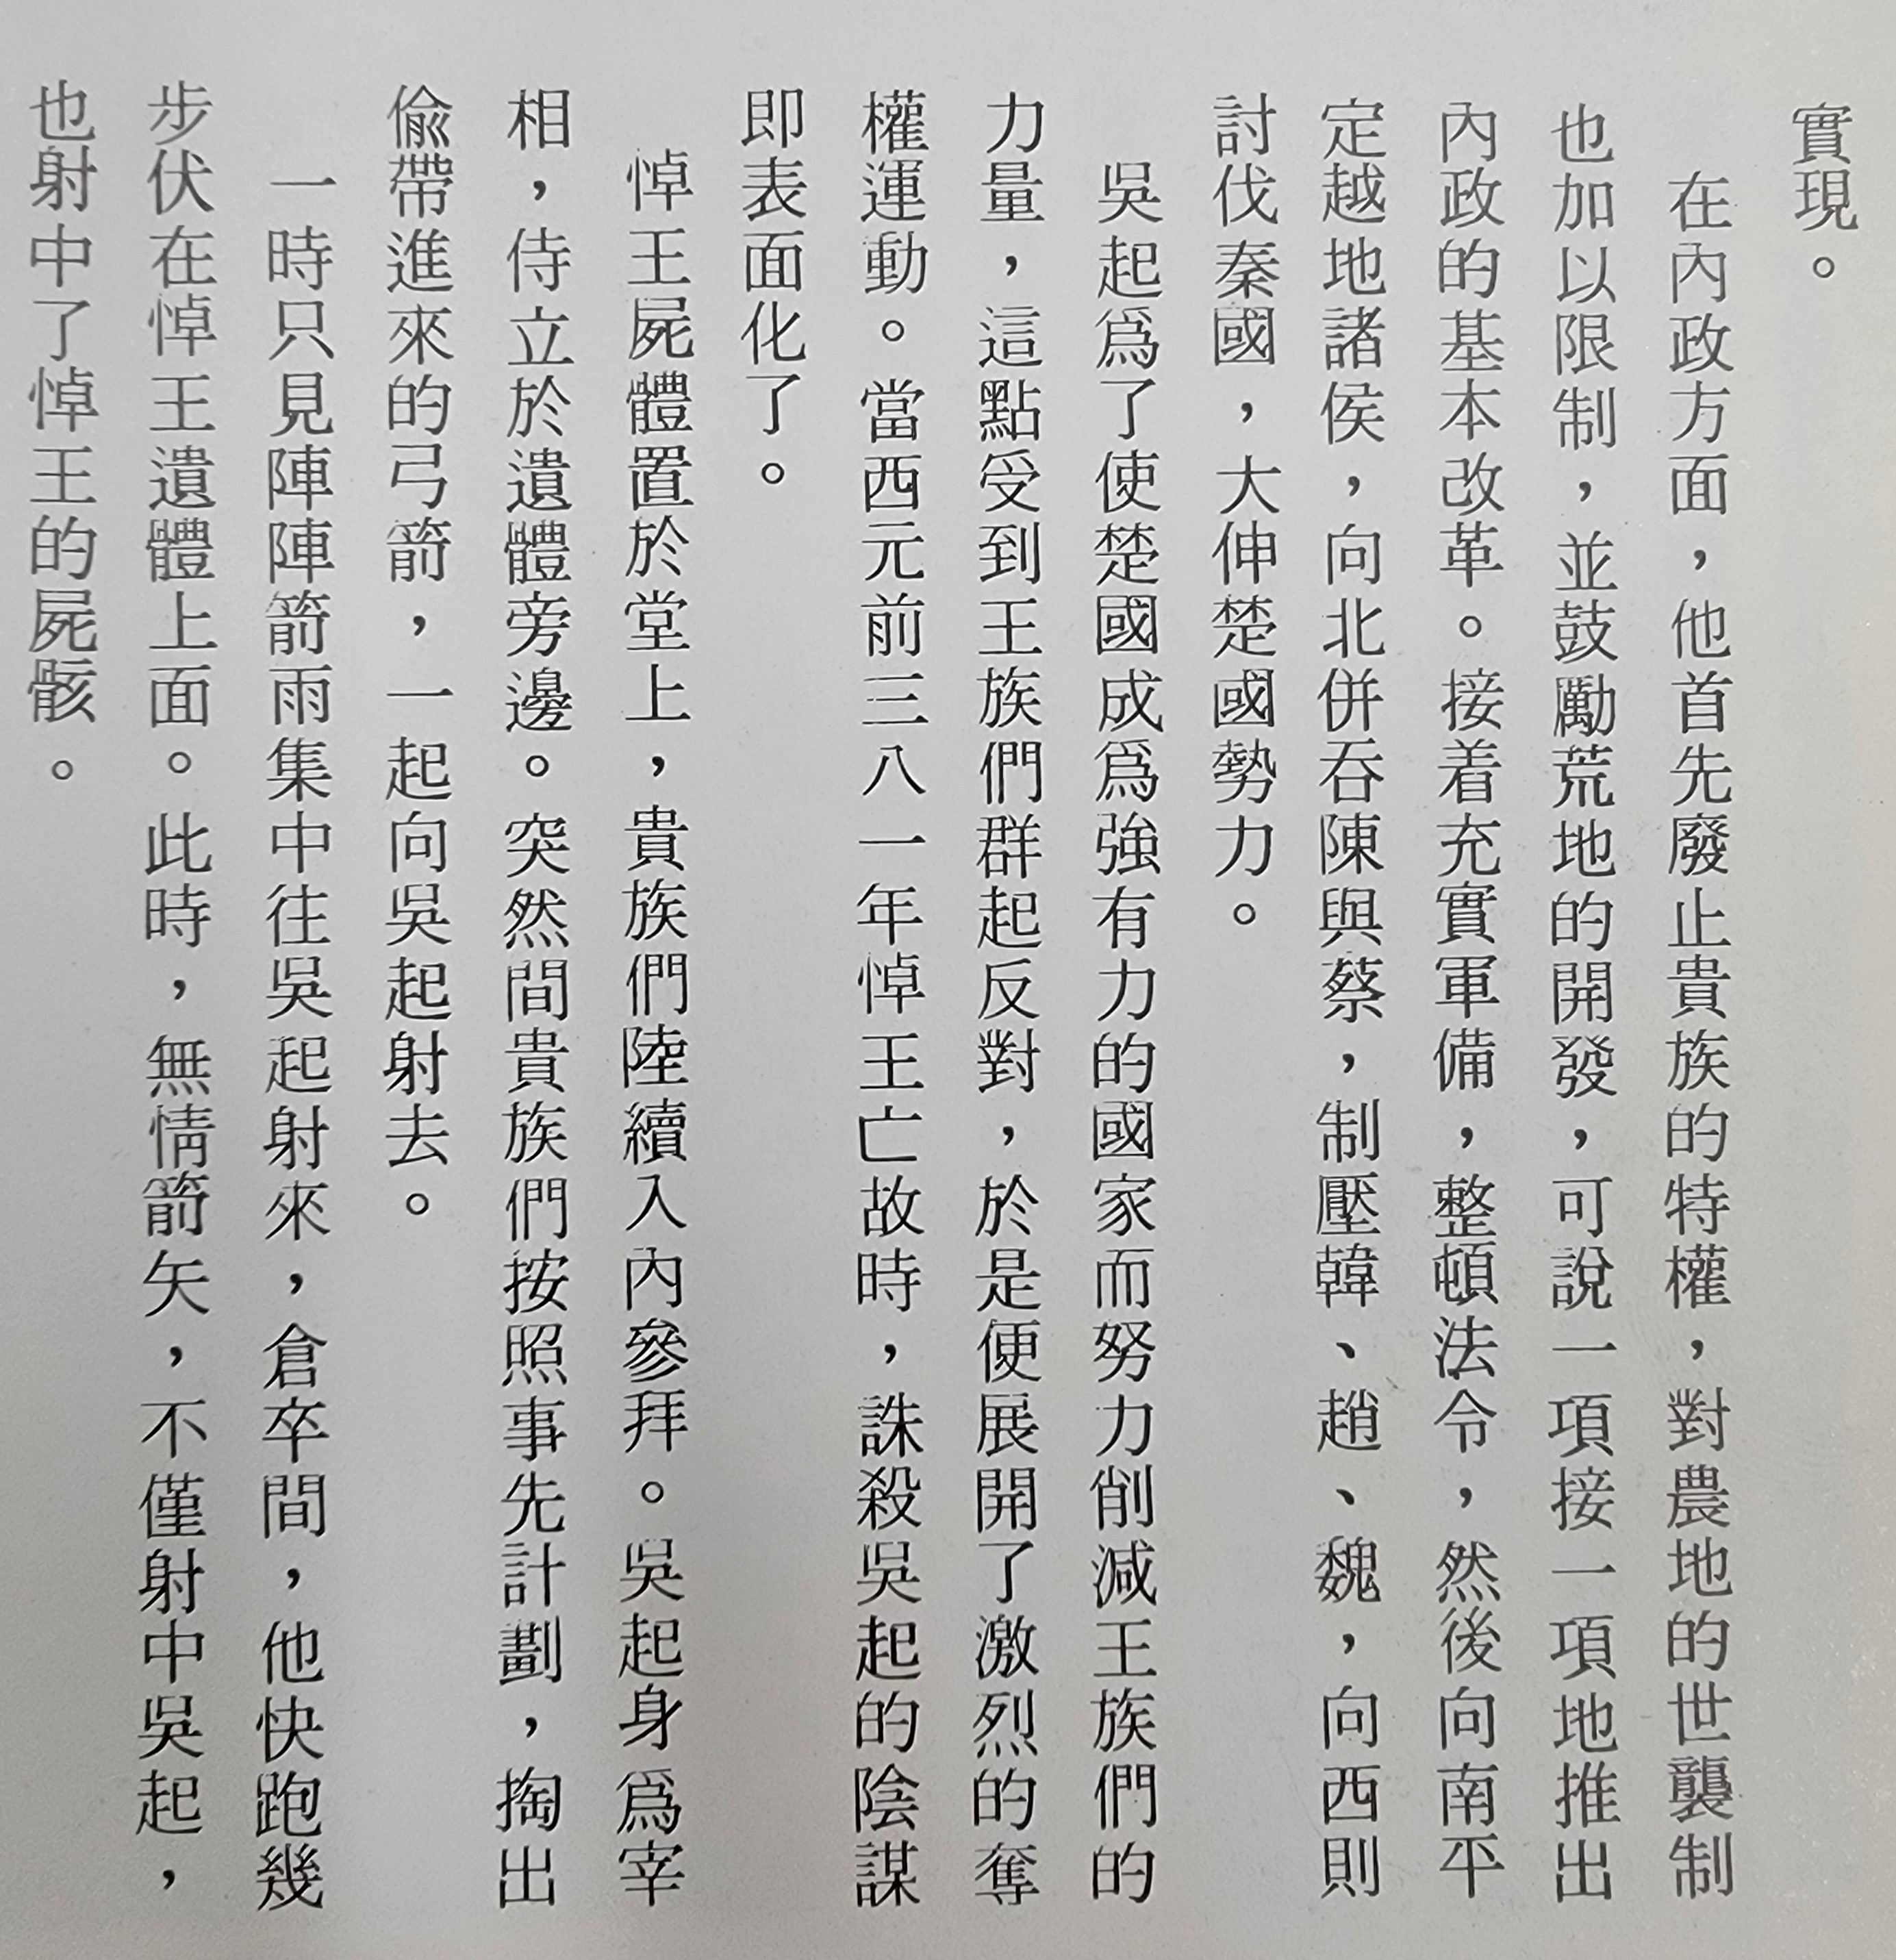 實現。
在內政方面，他首先廢止貴族的特權，對農地的世襲制
也加以限制，並鼓勵荒地的開發，可說一項接一項地推出
內政的基本改革。接着充實軍備，整頓法令，然後向南平
定越地諸侯，向北併吞陳與蔡，制壓韓、趙、魏，向西則
討伐秦國，大伸楚國勢力。
吳起爲了使楚國成爲強有力的國家而努力削減王族們的
力量，這點受到王族們群起反對，於是便展開了激烈的奪
權運動。當西元前三八一年悼王亡故時，誅殺吳起的陰謀
即表面化了。
悼王屍體置於堂上，貴族們陸續入內參拜。吳起身爲宰
相，侍立於遺體旁邊。突然間貴族們按照事先計劃，掏出
偷帶進來的弓箭，一起向吳起射去。
一時只見陣陣箭雨集中往吳起射來，倉卒間，他快跑幾
步伏在悼王遺體上面。此時，無情箭矢，不僅射中吳起，
也射中了悼王的屍骸。